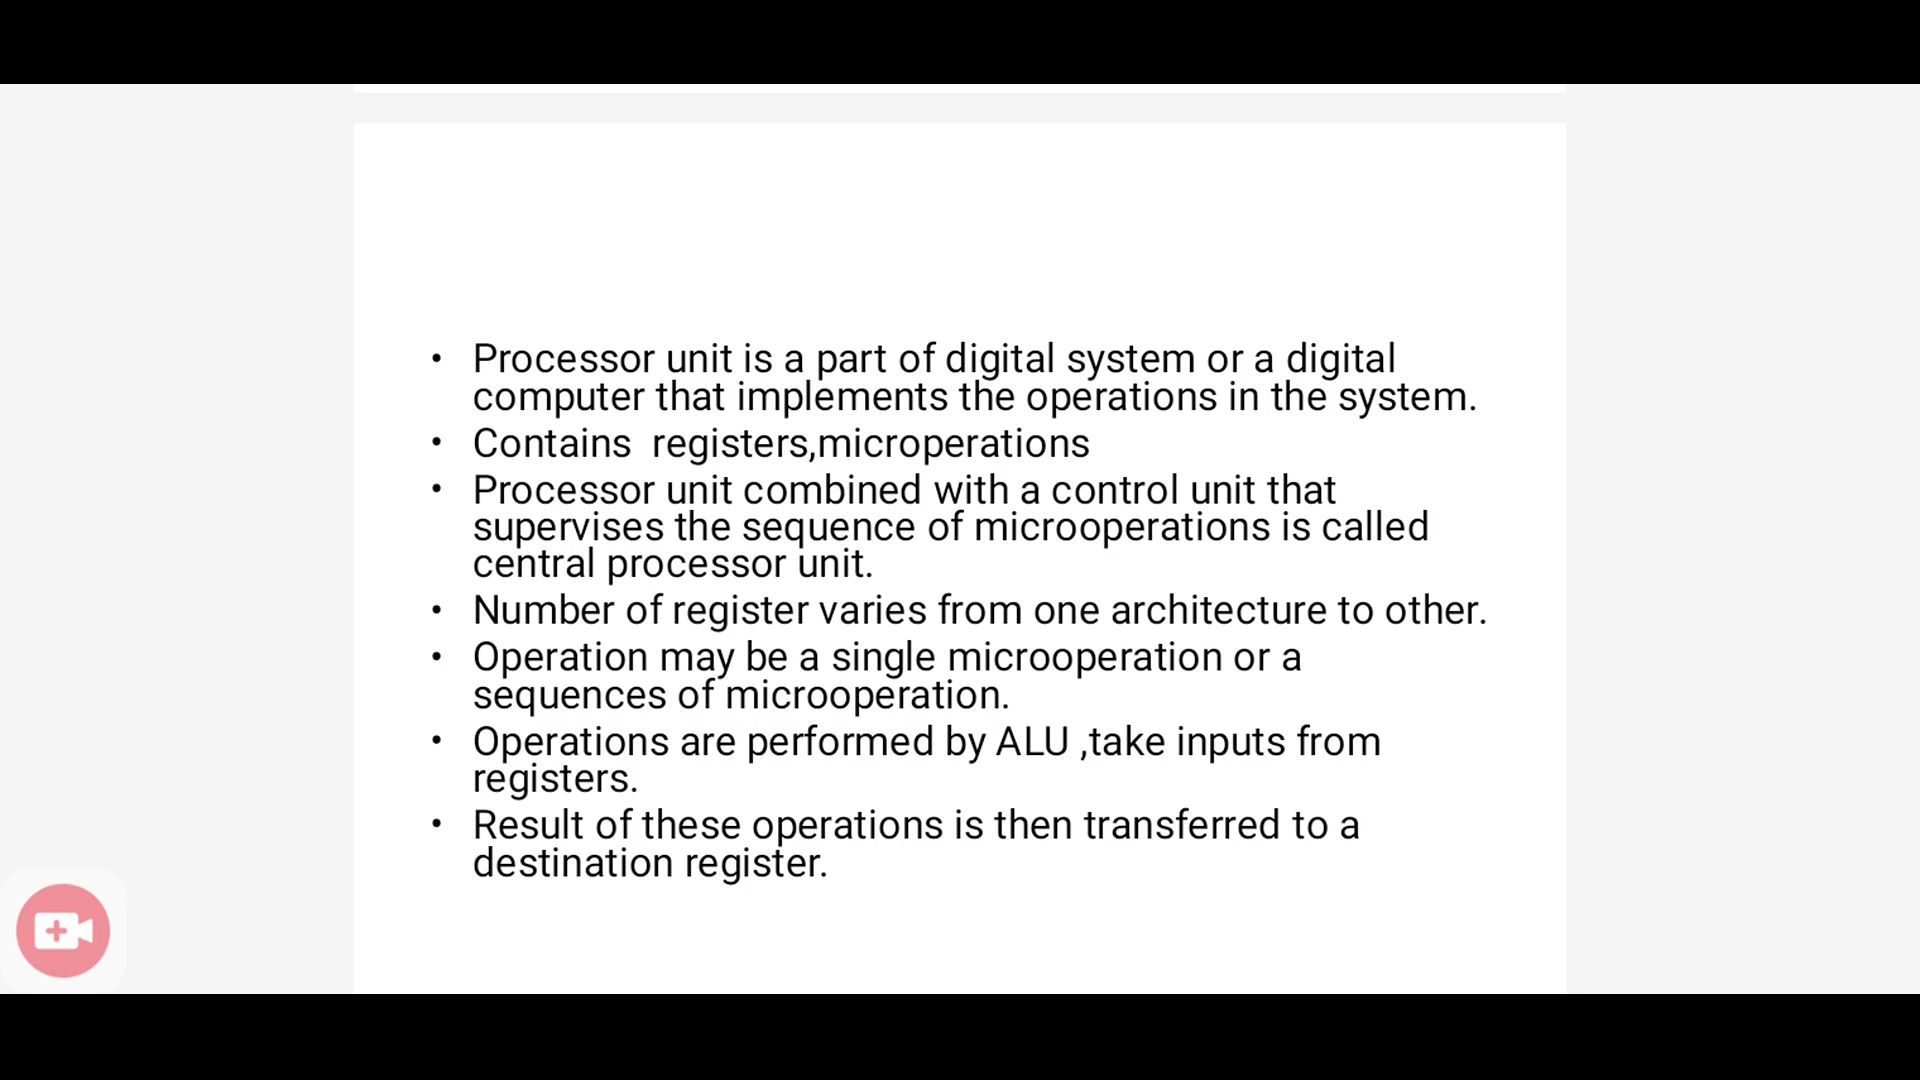 • Processor unit is a part of digital system or a digital
computer that implements the operations in the system.
• Contains  registers,microperations
• Processor unit combined with a control unit that
supervises the sequence of microoperations is called
central processor unit.
• Number of register varies from one architecture to other.
• Operation may be a single microoperation or a
sequences of microoperation.
• Operations are performed by ALU ,take inputs from
registers.
• Result of these operations is then transferred to a
destination register.